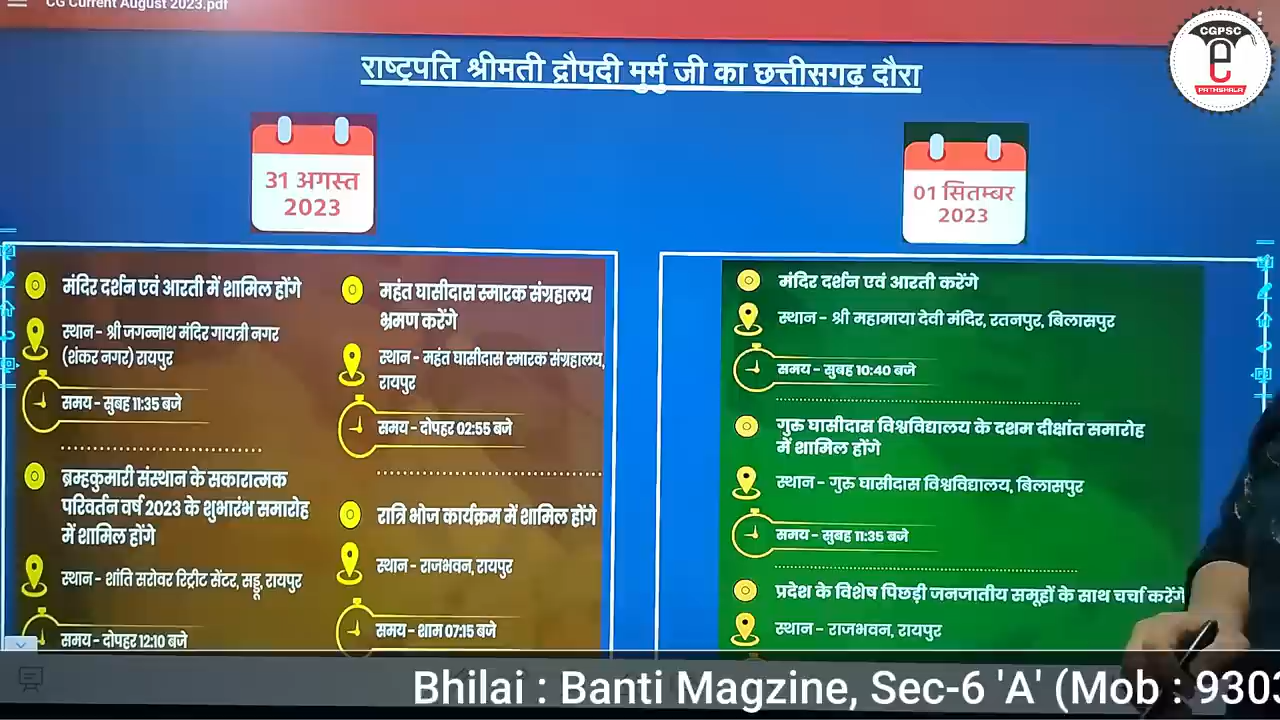 CG Current August 2023.pdf
CGPSC
e
PATHSHALA
राष्ट्रपति श्रीमती द्रौपदी मुर्मु जी का छत्तीसगढ़ दौरा
31 अगस्त
2023
मंदिर दर्शन एवं आरती में शामिल होंगे
स्थान - श्री जगन्नाथ मंदिर गायत्री नगर
(शंकर नगर) रायपुर
समय - सुबह 11:35 बजे
ब्रम्हकुमारी संस्थान के सकारात्मक
परिवर्तन वर्ष 2023 के शुभारंभ समारोह
में शामिल होंगे
स्थान - शांति सरोवर रिट्रीट सेंटर, सड्डू, रायपुर
समय - दोपहर 12:10 बजे
महंत घासीदास स्मारक संग्रहालय
भ्रमण करेंगे
स्थान - महंत घासीदास स्मारक संग्रहालय,
रायपुर
समय - दोपहर 02:55 बजे
रात्रि भोज कार्यक्रम में शामिल होंगे
स्थान - राजभवन, रायपुर
समय - शाम 07:15 बजे
01 सितम्बर
2023
मंदिर दर्शन एवं आरती करेंगे
स्थान - श्री महामाया देवी मंदिर, रतनपुर, बिलासपुर
समय - सुबह 10:40 बजे
गुरु घासीदास विश्वविद्यालय के दशम दीक्षांत समारोह
में शामिल होंगे
स्थान - गुरु घासीदास विश्वविद्यालय, बिलासपुर
समय - सुबह 11:35 बजे
प्रदेश के विशेष पिछड़ी जनजातीय समूहों के साथ चर्चा करेंगे
स्थान - राजभवन, रायपुर
Bhilai : Banti Magzine, Sec-6 'A' (Mob : 9303